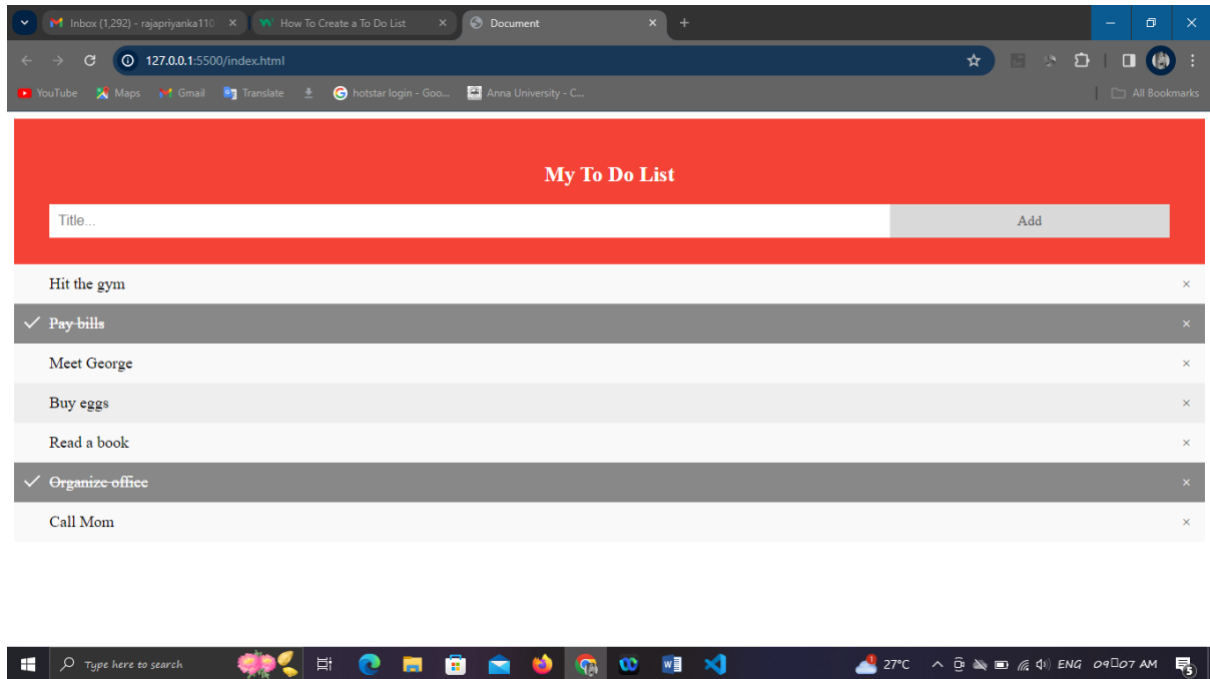 Inbox (1,292) - rajapriyanka110 × How To Create a To Do List × Document × +
127.0.0.1:5500/index.html
YouTube Maps Gmail Translate hotstar login - Goo... Anna University - C... All Bookmarks
My To Do List
Title... Add
Hit the gym ×
Pay bills ×
Meet George ×
Buy eggs ×
Read a book ×
Organize office ×
Call Mom ×
Type here to search 27°C ENG 09□07 AM 5